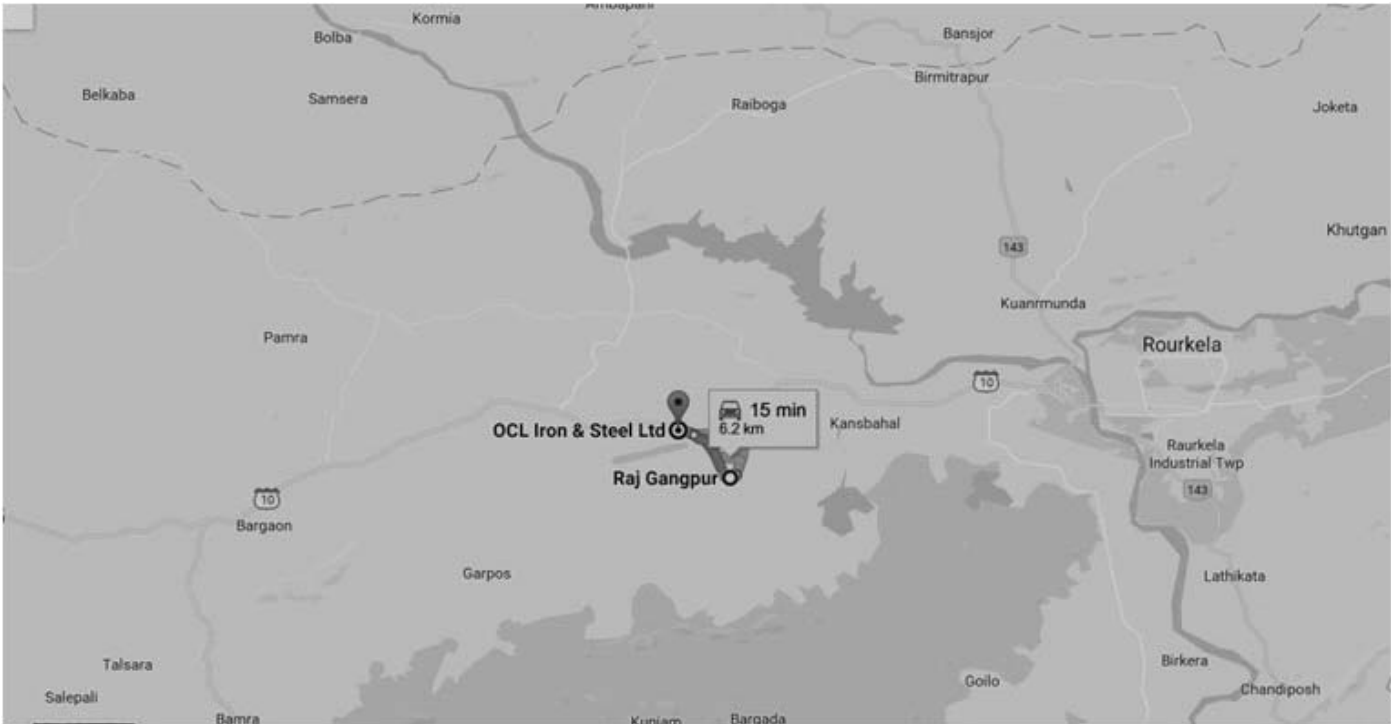 Ambapani
Kormia
Bolba
Bansjor
Birmitrapur
Belkaba
Samsera
Raiboga
Joketa
Khutgan
143
Kuanrmunda
Pamra
Rourkela
10
15 min
6.2 km
Kansbahal
OCL Iron & Steel Ltd
Raurkela
Industrial Twp
Raj Gangpur
143
10
Bargaon
Garpos
Lathikata
Talsara
Birkera
Goilo
Chandiposh
Salepali
Bamra
Kuniam
Bargada